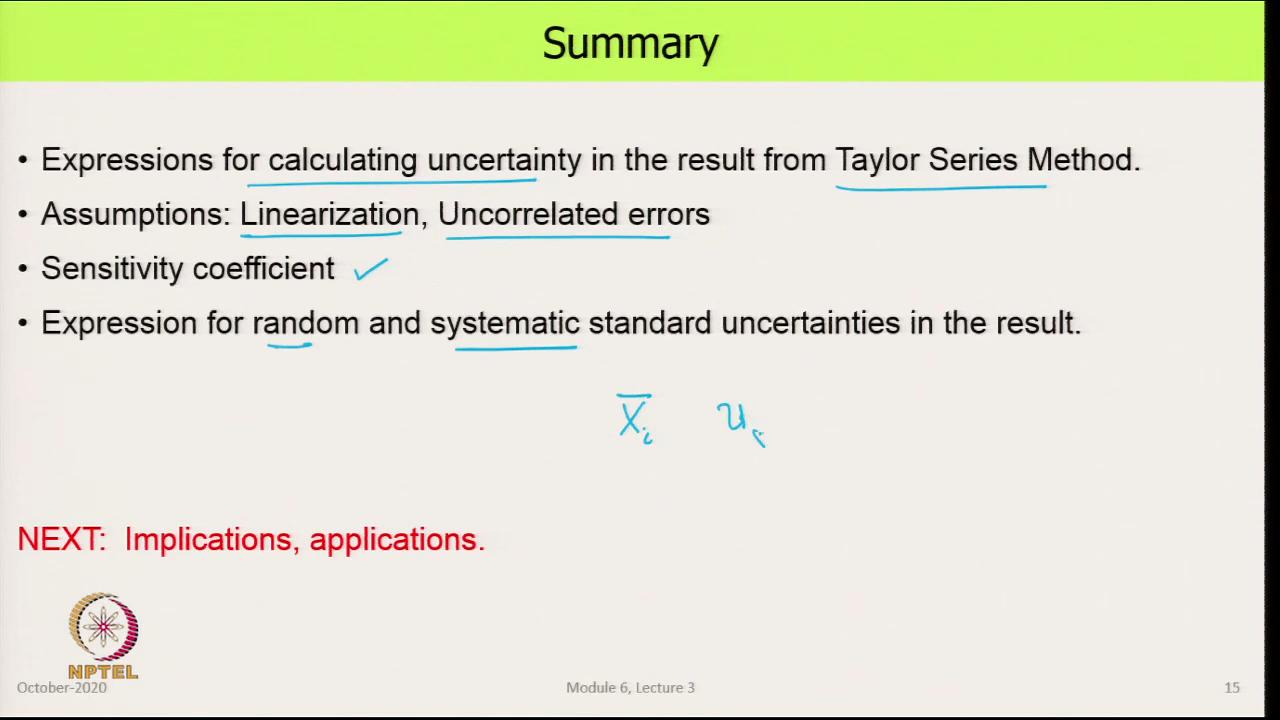 Summary
• Expressions for calculating uncertainty in the result from Taylor Series Method.
• Assumptions: Linearization, Uncorrelated errors
• Sensitivity coefficient ✓
• Expression for random and systematic standard uncertainties in the result.
X̅ᵢ u
NEXT: Implications, applications.
NPTEL
October-2020 Module 6, Lecture 3 15